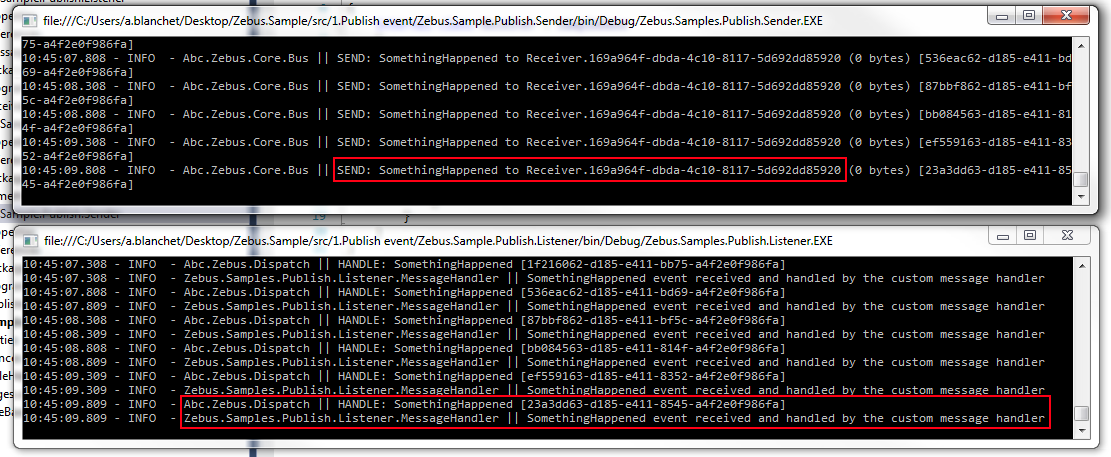 file:///C:/Users/a.blanchet/Desktop/Zebus.Sample/src/1.Publish event/Zebus.Sample.Publish.Sender/bin/Debug/Zebus.Samples.Publish.Sender.EXE
75-a4f2e0f986fa]
10:45:07.808 - INFO  - Abc.Zebus.Core.Bus || SEND: SomethingHappened to Receiver.169a964f-dbda-4c10-8117-5d692dd85920 (0 bytes) [536eac62-d185-e411-bd
69-a4f2e0f986fa]
10:45:08.308 - INFO  - Abc.Zebus.Core.Bus || SEND: SomethingHappened to Receiver.169a964f-dbda-4c10-8117-5d692dd85920 (0 bytes) [87bbf862-d185-e411-bf
5c-a4f2e0f986fa]
10:45:08.808 - INFO  - Abc.Zebus.Core.Bus || SEND: SomethingHappened to Receiver.169a964f-dbda-4c10-8117-5d692dd85920 (0 bytes) [bb084563-d185-e411-81
4f-a4f2e0f986fa]
10:45:09.308 - INFO  - Abc.Zebus.Core.Bus || SEND: SomethingHappened to Receiver.169a964f-dbda-4c10-8117-5d692dd85920 (0 bytes) [ef559163-d185-e411-83
52-a4f2e0f986fa]
10:45:09.808 - INFO  - Abc.Zebus.Core.Bus || SEND: SomethingHappened to Receiver.169a964f-dbda-4c10-8117-5d692dd85920 (0 bytes) [23a3dd63-d185-e411-85
45-a4f2e0f986fa]
19 }
file:///C:/Users/a.blanchet/Desktop/Zebus.Sample/src/1.Publish event/Zebus.Sample.Publish.Listener/bin/Debug/Zebus.Samples.Publish.Listener.EXE
10:45:07.308 - INFO  - Abc.Zebus.Dispatch || HANDLE: SomethingHappened [1f216062-d185-e411-bb75-a4f2e0f986fa]
10:45:07.308 - INFO  - Zebus.Samples.Publish.Listener.MessageHandler || SomethingHappened event received and handled by the custom message handler
10:45:07.808 - INFO  - Abc.Zebus.Dispatch || HANDLE: SomethingHappened [536eac62-d185-e411-bd69-a4f2e0f986fa]
10:45:07.809 - INFO  - Zebus.Samples.Publish.Listener.MessageHandler || SomethingHappened event received and handled by the custom message handler
10:45:08.308 - INFO  - Abc.Zebus.Dispatch || HANDLE: SomethingHappened [87bbf862-d185-e411-bf5c-a4f2e0f986fa]
10:45:08.309 - INFO  - Zebus.Samples.Publish.Listener.MessageHandler || SomethingHappened event received and handled by the custom message handler
10:45:08.808 - INFO  - Abc.Zebus.Dispatch || HANDLE: SomethingHappened [bb084563-d185-e411-814f-a4f2e0f986fa]
10:45:08.809 - INFO  - Zebus.Samples.Publish.Listener.MessageHandler || SomethingHappened event received and handled by the custom message handler
10:45:09.309 - INFO  - Abc.Zebus.Dispatch || HANDLE: SomethingHappened [ef559163-d185-e411-8352-a4f2e0f986fa]
10:45:09.309 - INFO  - Zebus.Samples.Publish.Listener.MessageHandler || SomethingHappened event received and handled by the custom message handler
10:45:09.809 - INFO  - Abc.Zebus.Dispatch || HANDLE: SomethingHappened [23a3dd63-d185-e411-8545-a4f2e0f986fa]
10:45:09.809 - INFO  - Zebus.Samples.Publish.Listener.MessageHandler || SomethingHappened event received and handled by the custom message handler